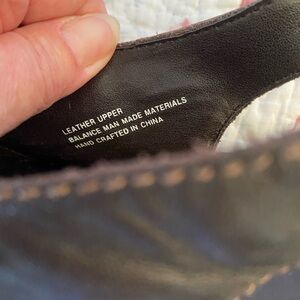 LEATHER UPPER
BALANCE MAN MADE MATERIALS
HAND CRAFTED IN CHINA